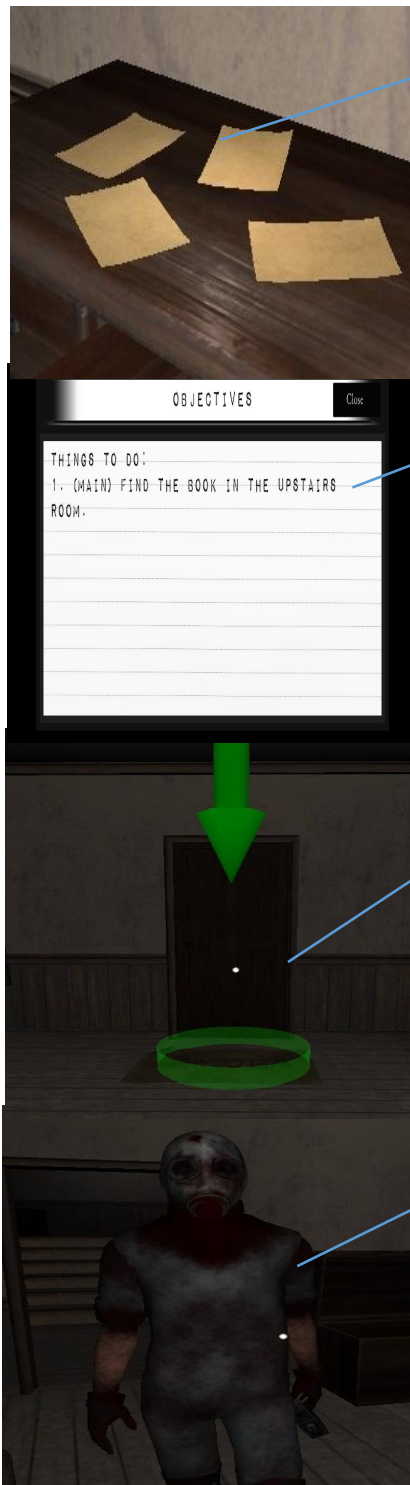 OBJECTIVES
Close
THINGS TO DO:
1. (MAIN) FIND THE BOOK IN THE UPSTAIRS
ROOM.